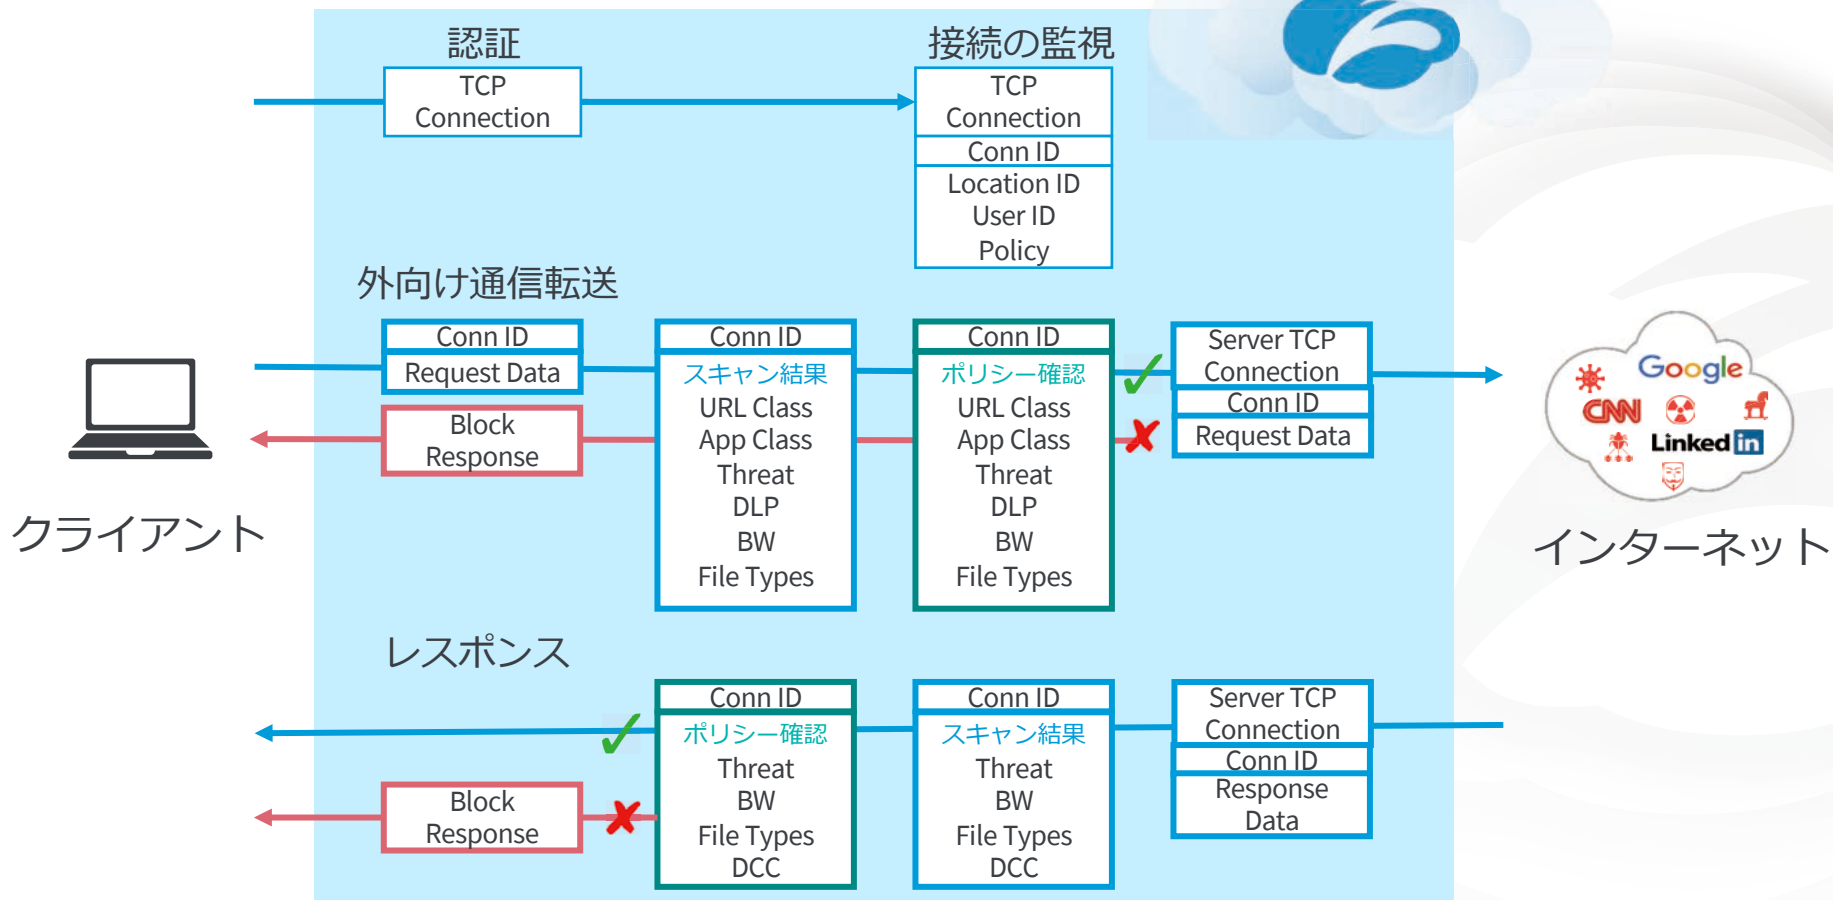 認証
TCP
Connection
接続の監視
TCP
Connection
Conn ID
Location ID
User ID
Policy
外向け通信転送
Conn ID
Request Data
Block
Response
Conn ID
スキャン結果
URL Class
App Class
Threat
DLP
BW
File Types
Conn ID
ポリシー確認
URL Class
App Class
Threat
DLP
BW
File Types
Server TCP
Connection
Conn ID
Request Data
クライアント
Google
CNN
Linked in
インターネット
レスポンス
Block
Response
Conn ID
ポリシー確認
Threat
BW
File Types
DCC
Conn ID
スキャン結果
Threat
BW
File Types
DCC
Server TCP
Connection
Conn ID
Response
Data